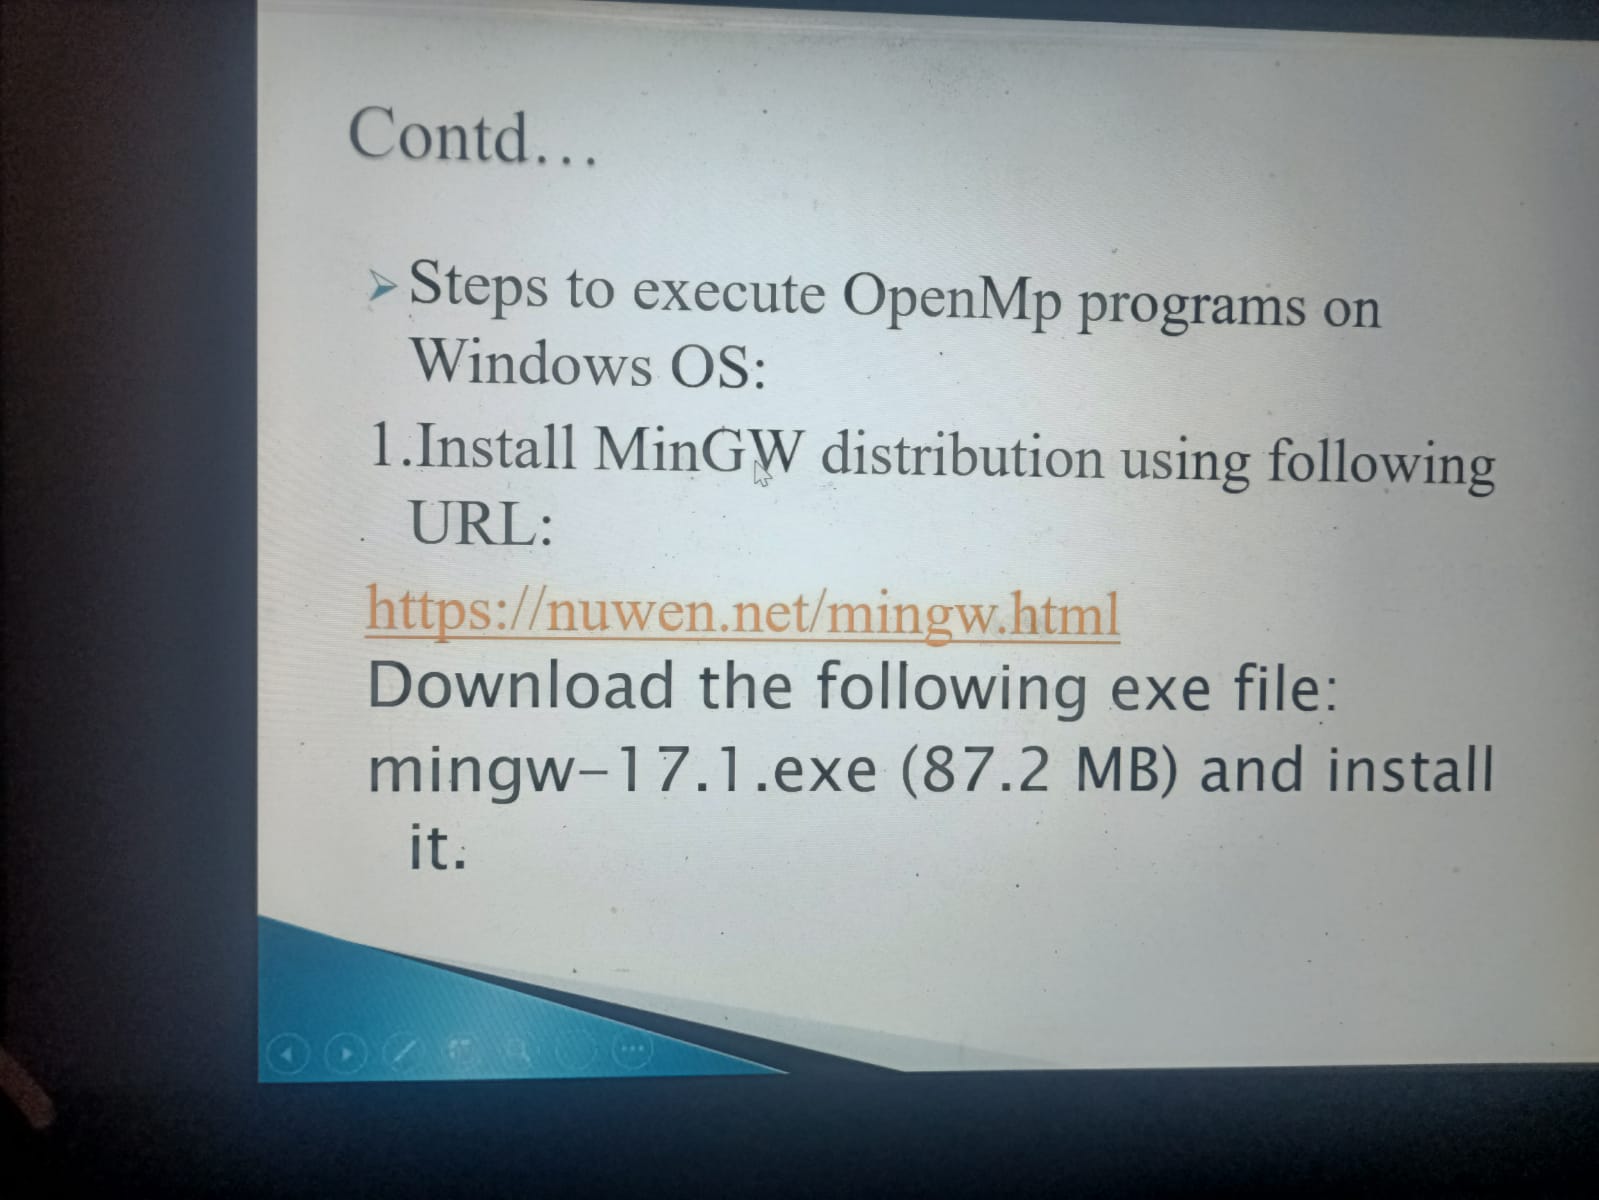 Contd...
Steps to execute OpenMp programs on
Windows OS:
1.Install MinGW distribution using following
URL:
https://nuwen.net/mingw.html
Download the following exe file:
mingw-17.1.exe (87.2 MB) and install
it.